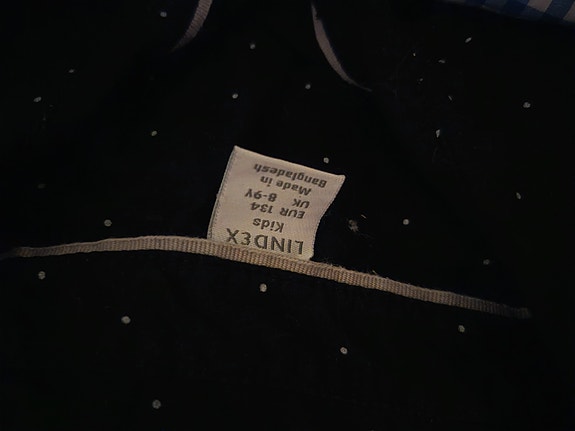 LINDEX
Kids
EUR 134
UK 8-9Y
Made in
Bangladesh